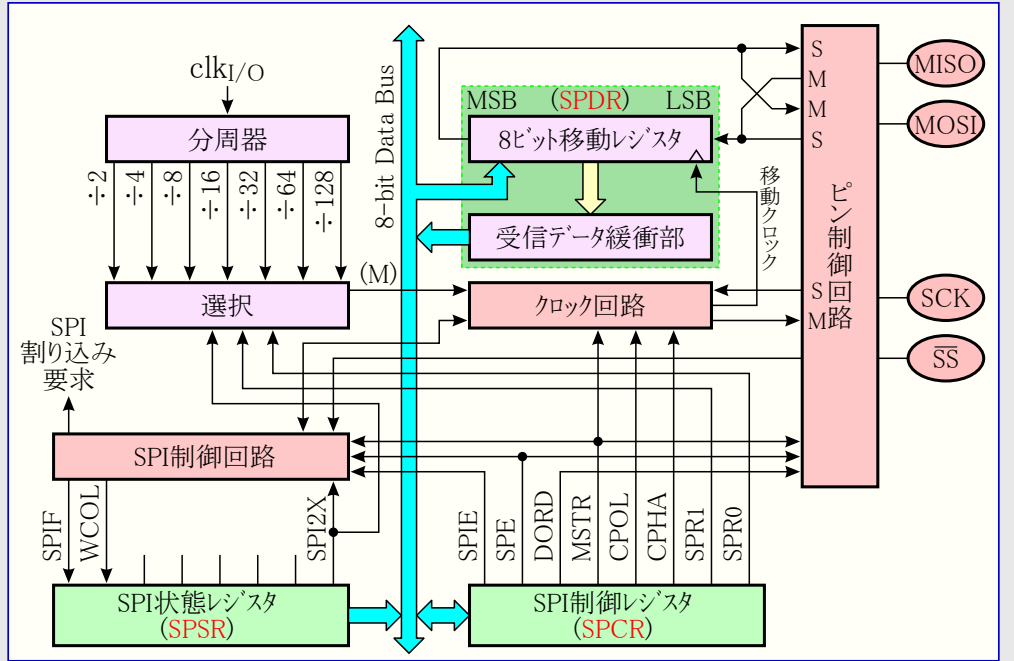 clkI/O
分周器
÷2
÷4
÷8
÷16
÷32
÷64
÷128
選択
(M)
8-bit Data Bus
MSB (SPDR) LSB
8ビット移動レジスタ
受信データ緩衝部
移動クロック
クロック回路
S
M
M
S
S
M
ピン制御回路
MISO
MOSI
SCK
SS
SPI
割り込み
要求
SPI制御回路
SPIF
WCOL
SPI2X
SPIE
SPE
DORD
MSTR
CPOL
CPHA
SPR1
SPR0
SPI状態レジスタ
(SPSR)
SPI制御レジスタ
(SPCR)